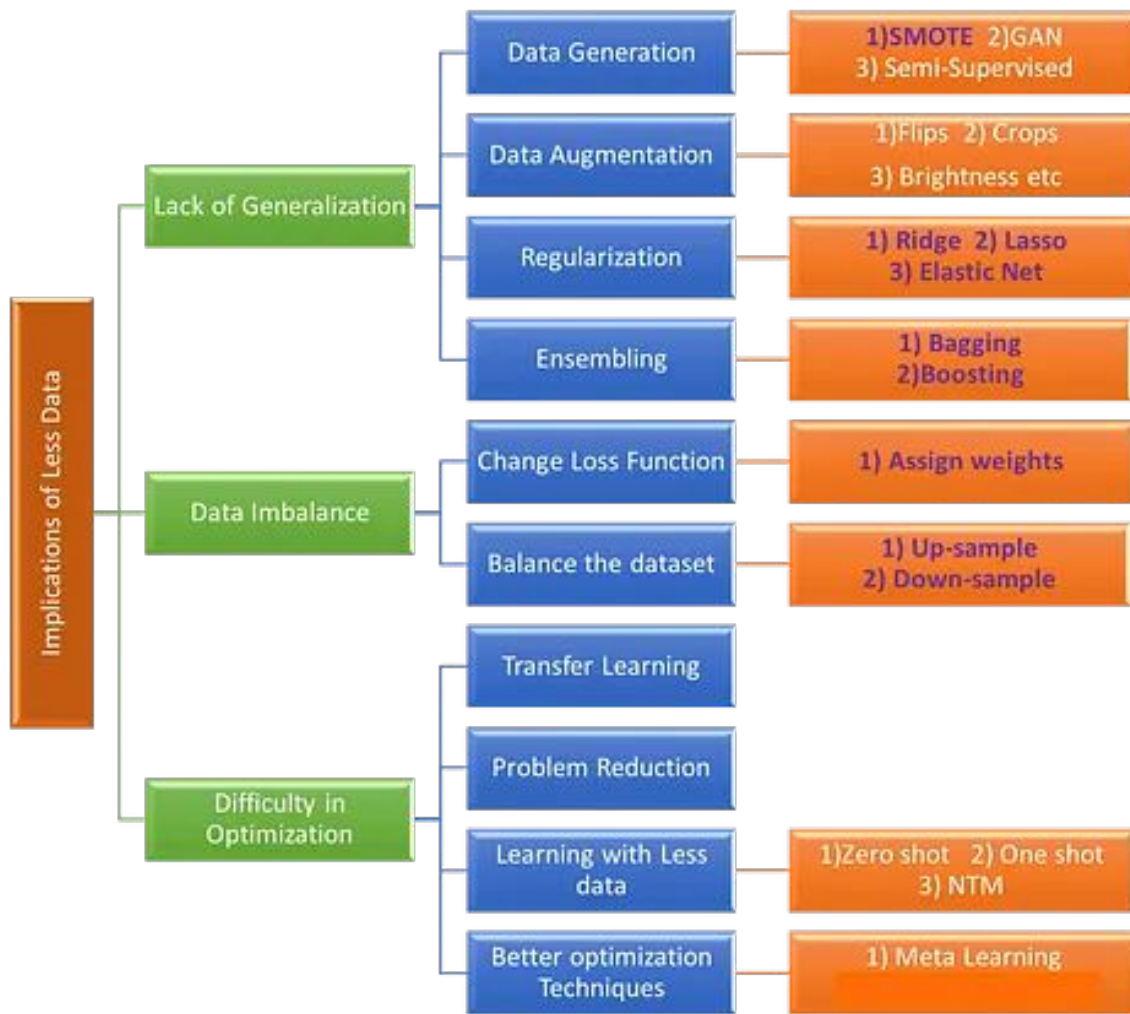 Implications of Less Data
Lack of Generalization
Data Generation
1)SMOTE 2)GAN
3) Semi-Supervised
Data Augmentation
1)Flips 2) Crops
3) Brightness etc
Regularization
1) Ridge 2) Lasso
3) Elastic Net
Ensembling
1) Bagging
2)Boosting
Data Imbalance
Change Loss Function
1) Assign weights
Balance the dataset
1) Up-sample
2) Down-sample
Difficulty in
Optimization
Transfer Learning
Problem Reduction
Learning with Less
data
1)Zero shot 2) One shot
3) NTM
Better optimization
Techniques
1) Meta Learning